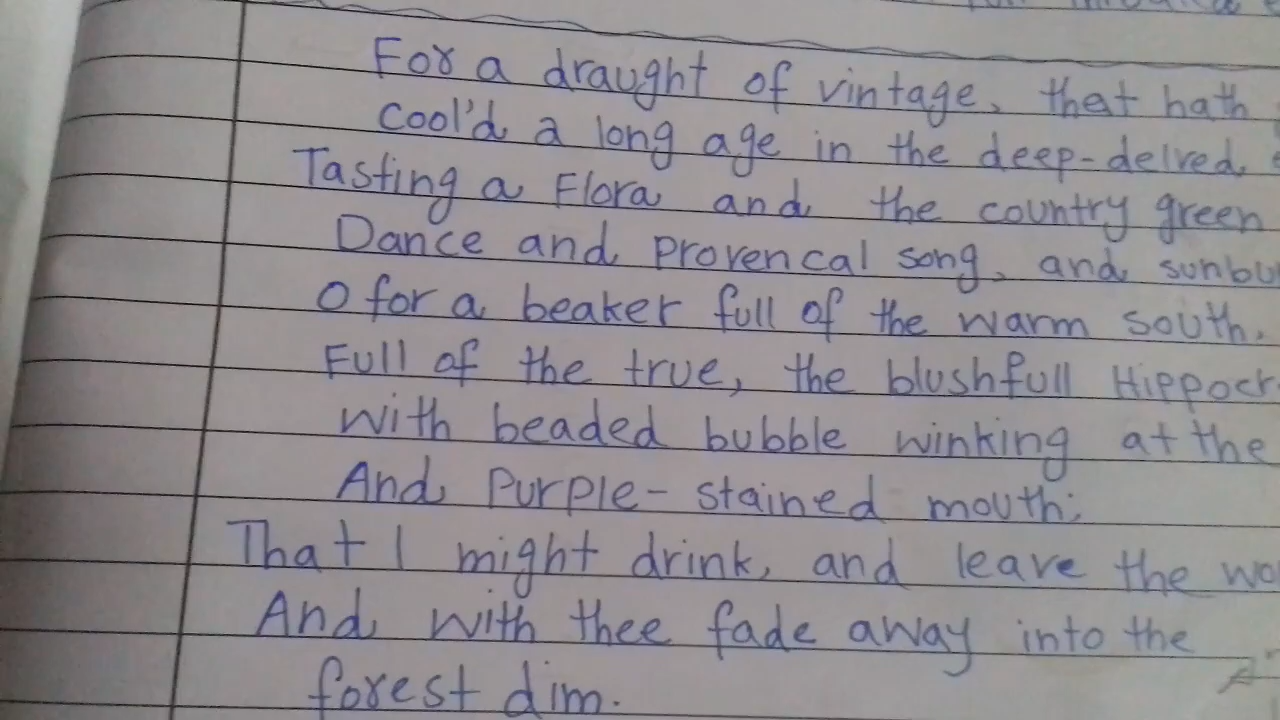 For a draught of vintage, that hath
Cool'd a long age in the deep-delved
Tasting a Flora and the country green
Dance and Provencal song, and sunbu
O for a beaker full of the warm south.
Full of the true, the blushfull Hippocr
With beaded bubble winking at the
And Purple-stained mouth;
That I might drink, and leave the wo
And with thee fade away into the
forest dim.